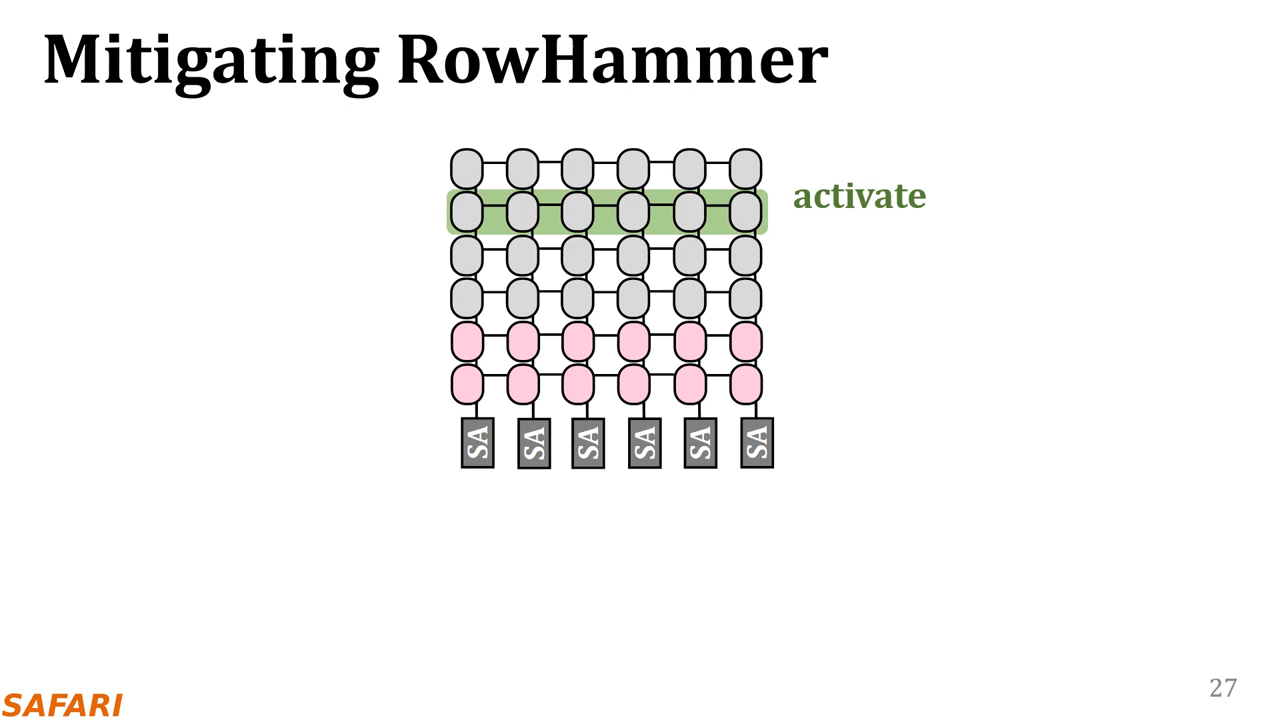 Mitigating RowHammer
activate
SA SA SA SA SA SA
27
SAFARI